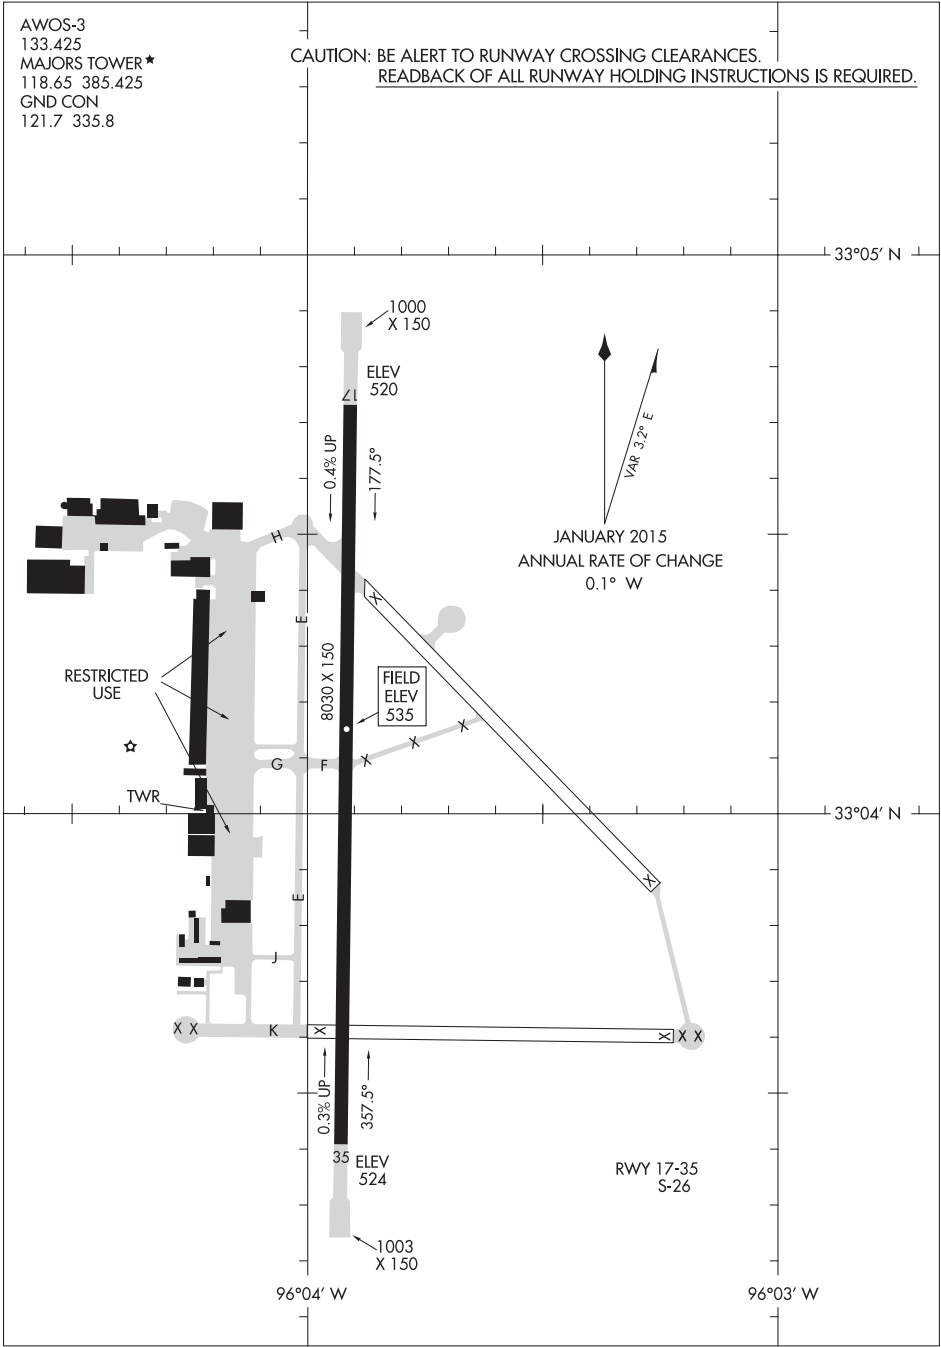 AWOS-3
133.425
MAJORS TOWER★
118.65 385.425
GND CON
121.7 335.8
CAUTION: BE ALERT TO RUNWAY CROSSING CLEARANCES.
READBACK OF ALL RUNWAY HOLDING INSTRUCTIONS IS REQUIRED.
33°05' N
1000
X 150
ELEV
520
17
0.4% UP
177.5°
VAR 3.2° E
JANUARY 2015
ANNUAL RATE OF CHANGE
0.1° W
H
X
E
8030 X 150
RESTRICTED
USE
FIELD
ELEV
535
X
X
X
G
F
TWR
33°04' N
X
E
J
X X
K
X
X
X X
0.3% UP
357.5°
35
ELEV
524
RWY 17-35
S-26
1003
X 150
96°04' W
96°03' W